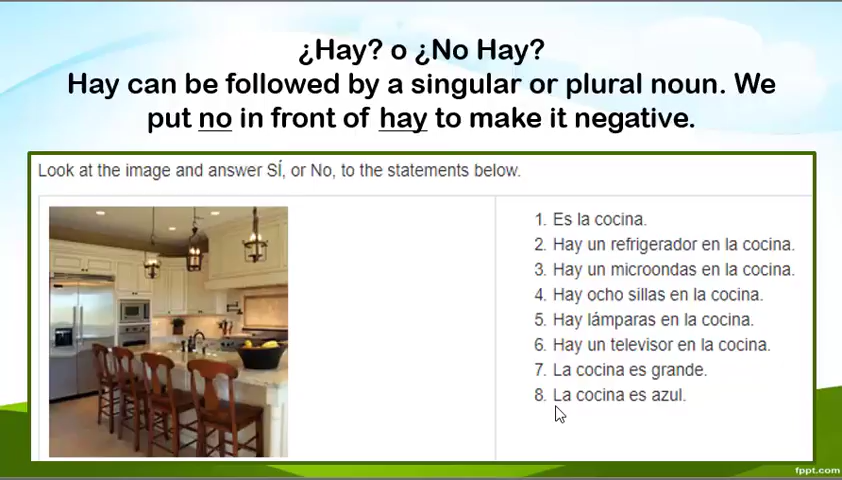 ¿Hay? o ¿No Hay?
Hay can be followed by a singular or plural noun. We
put no in front of hay to make it negative.
Look at the image and answer SÍ, or No, to the statements below.
1. Es la cocina.
2. Hay un refrigerador en la cocina.
3. Hay un microondas en la cocina.
4. Hay ocho sillas en la cocina.
5. Hay lámparas en la cocina.
6. Hay un televisor en la cocina.
7. La cocina es grande.
8. La cocina es azul.
fppt.com